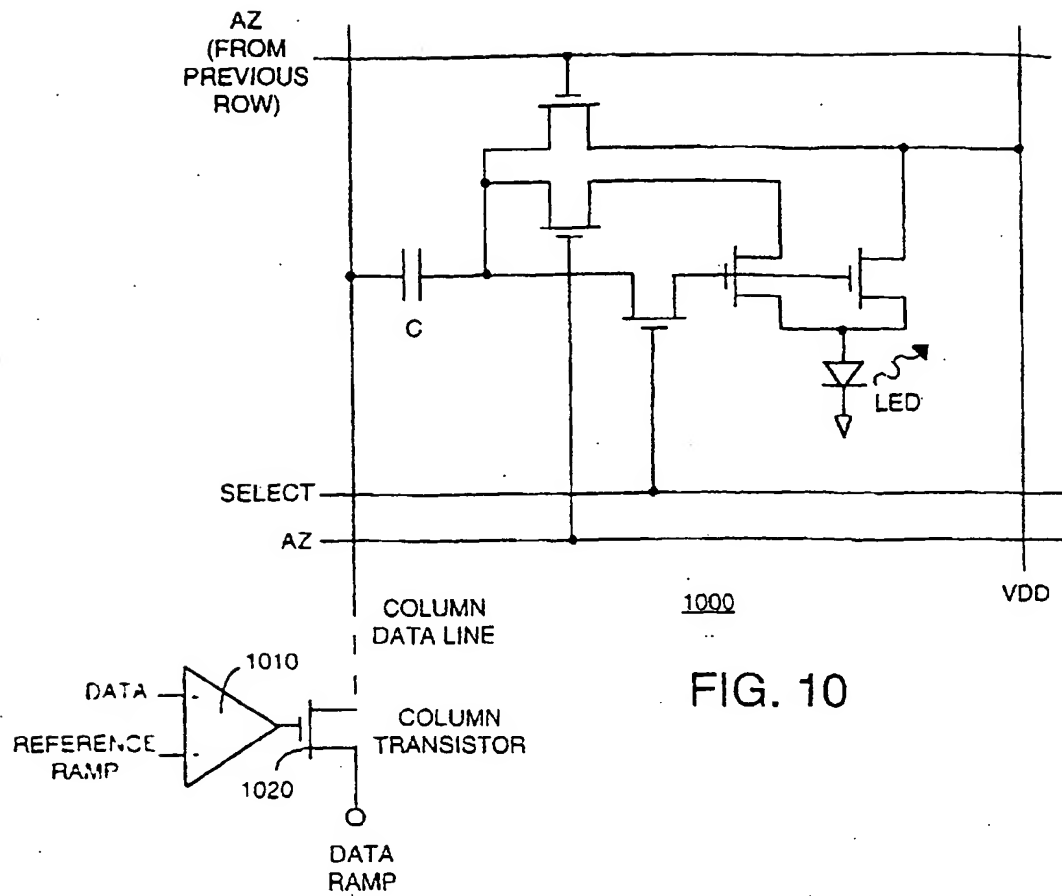 AZ
(FROM
PREVIOUS
ROW)
C
LED
SELECT
AZ
VDD
1000
COLUMN
DATA LINE
1010
DATA
REFERENCE
RAMP
1020
COLUMN
TRANSISTOR
DATA
RAMP
FIG. 10